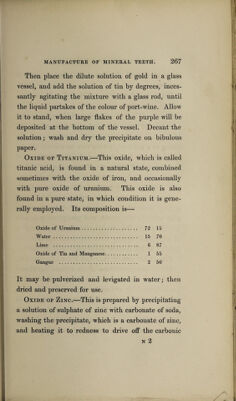 MANUFACTURE OF MINERAL TEETH. 267
Then place the dilute solution of gold in a glass
vessel, and add the solution of tin by degrees, inces-
santly agitating the mixture with a glass rod, until
the liquid partakes of the colour of port-wine. Allow
it to stand, when large flakes of the purple will be
deposited at the bottom of the vessel. Decant the
solution; wash and dry the precipitate on bibulous
paper.
Oxide of Titanium.—This oxide, which is called
titanic acid, is found in a natural state, combined
sometimes with the oxide of iron, and occasionally
with pure oxide of uranium. This oxide is also
found in a pure state, in which condition it is gene-
rally employed. Its composition is—
Oxide of Uranium .................... 72 15
Water ............................... 15 70
Lime ................................ 6 87
Oxide of Tin and Manganese............ 1 55
Gangue .............................. 2 50
It may be pulverized and levigated in water; then
dried and preserved for use.
Oxide of Zinc.—This is prepared by precipitating
a solution of sulphate of zinc with carbonate of soda,
washing the precipitate, which is a carbonate of zinc,
and heating it to redness to drive off the carbonic
N 2